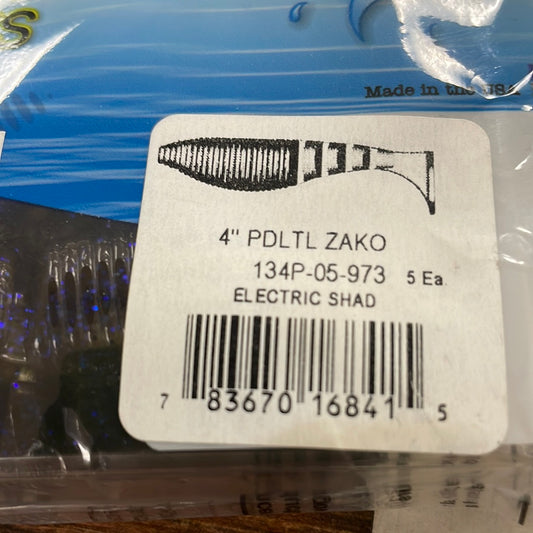 Made in the USA
4" PDLTL ZAKO
134P-05-973 5 Ea.
ELECTRIC SHAD
7 83670 16841 5